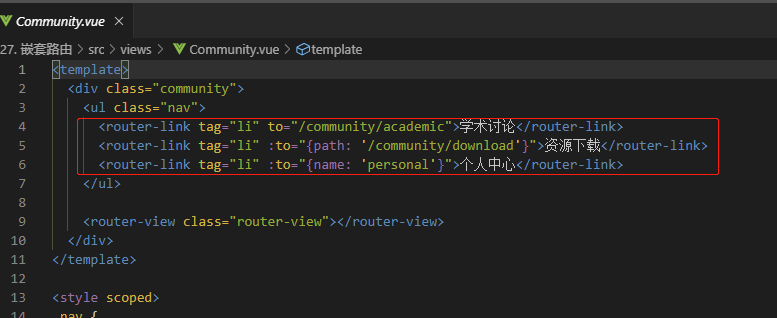 Community.vue ×
27. 嵌套路由 > src > views > Community.vue > template
1 <template>
2 <div class="community">
3 <ul class="nav">
4 <router-link tag="li" to="/community/academic">学术讨论</router-link>
5 <router-link tag="li" :to="{path: '/community/download'}">资源下载</router-link>
6 <router-link tag="li" :to="{name: 'personal'}">个人中心</router-link>
7 </ul>
8
9 <router-view class="router-view"></router-view>
10 </div>
11 </template>
12
13 <style scoped>
14 .nav {